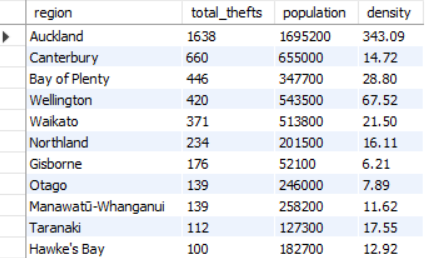 region total_thefts population density
Auckland 1638 1695200 343.09
Canterbury 660 655000 14.72
Bay of Plenty 446 347700 28.80
Wellington 420 543500 67.52
Waikato 371 513800 21.50
Northland 234 201500 16.11
Gisborne 176 52100 6.21
Otago 139 246000 7.89
Manawatū-Whanganui 139 258200 11.62
Taranaki 112 127300 17.55
Hawke's Bay 100 182700 12.92